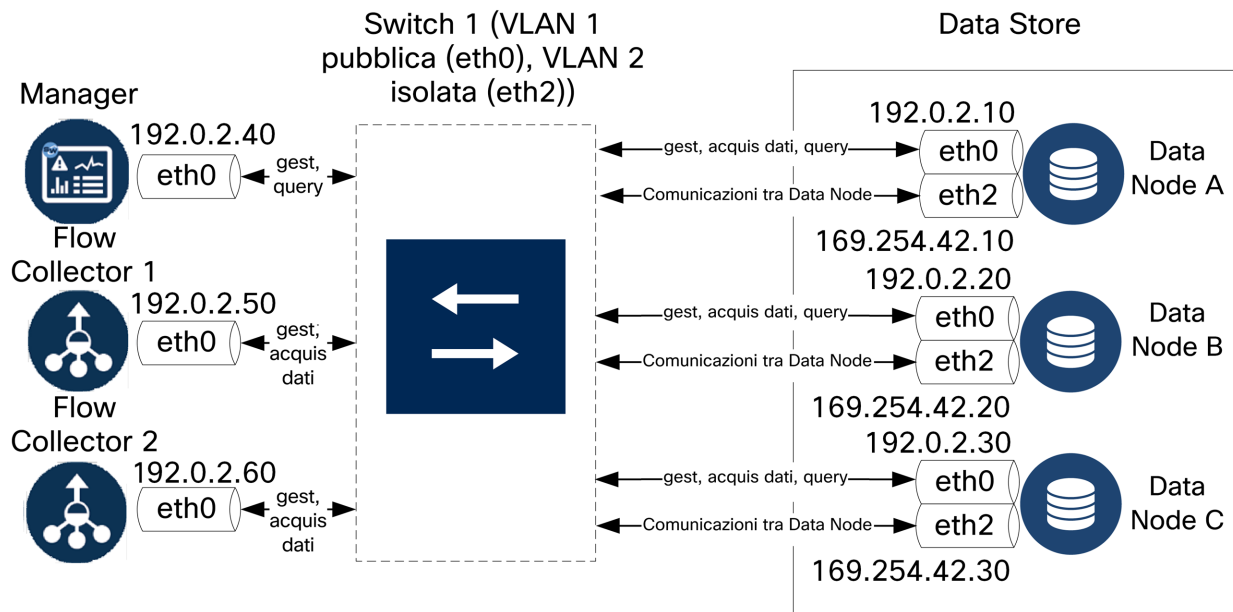 Switch 1 (VLAN 1
pubblica (eth0), VLAN 2
isolata (eth2))
Data Store
Manager
192.0.2.40
eth0
gest,
query
Flow
Collector 1
192.0.2.50
eth0
gest,
acquis
dati
Flow
Collector 2
192.0.2.60
eth0
gest,
acquis
dati
192.0.2.10
gest, acquis dati, query
eth0
Comunicazioni tra Data Node
eth2
169.254.42.10
Data
Node A
192.0.2.20
gest, acquis dati, query
eth0
Comunicazioni tra Data Node
eth2
169.254.42.20
Data
Node B
192.0.2.30
gest, acquis dati, query
eth0
Comunicazioni tra Data Node
eth2
169.254.42.30
Data
Node C